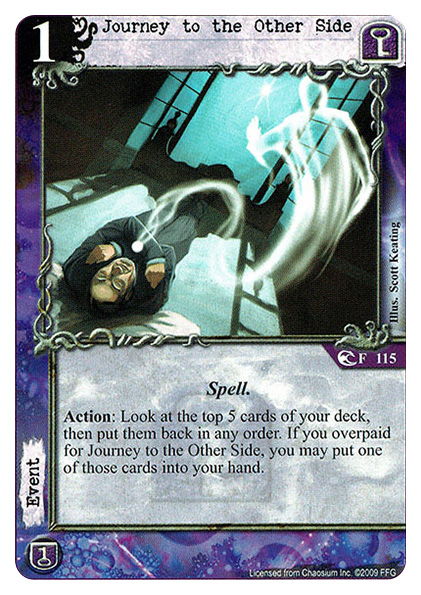 1
Journey to the Other Side
Illus. Scott Keating
F 115
Spell.
Action: Look at the top 5 cards of your deck,
then put them back in any order. If you overpaid
for Journey to the Other Side, you may put one
of those cards into your hand.
Event
1
Licensed from Chaosium Inc. ©2009 FFG